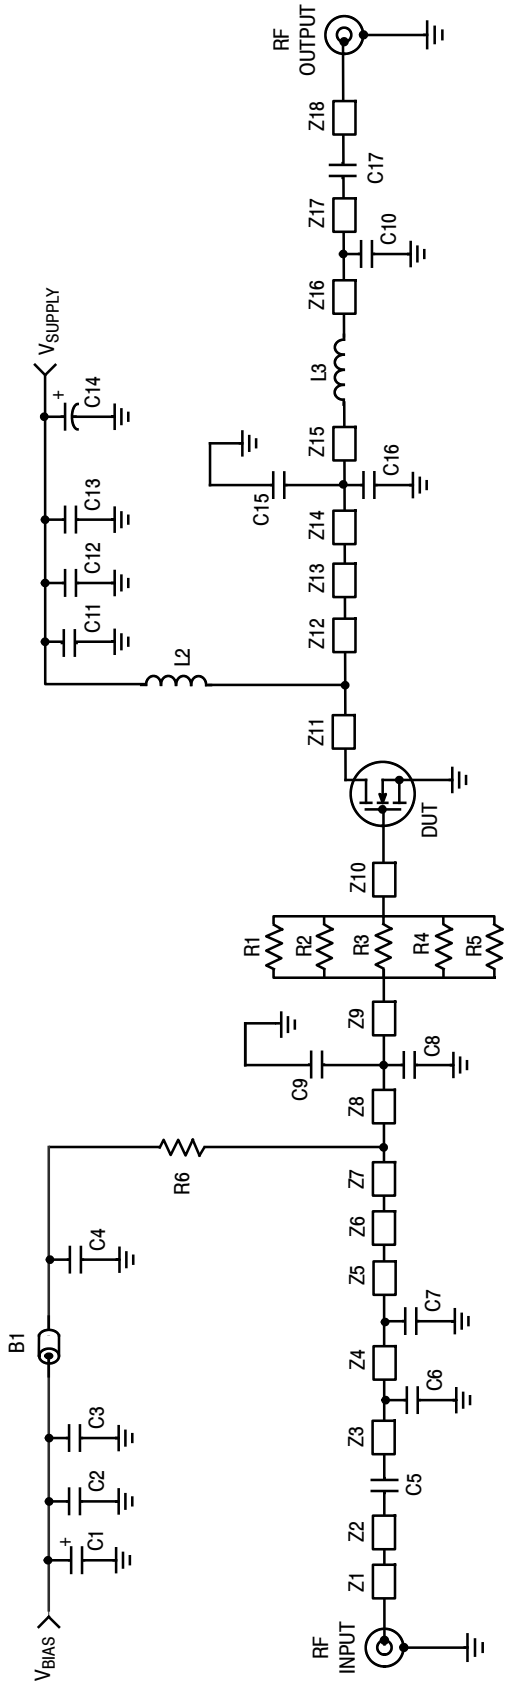 VBIAS
+
C1
C2
C3
B1
C4
R6
VSUPPLY
+
C14
C13
C12
C11
L2
RF
INPUT
Z1
Z2
C5
Z3
C6
Z4
C7
Z5
Z6
Z7
Z8
C9
C8
Z9
R1
R2
R3
R4
R5
Z10
DUT
Z11
Z12
Z13
Z14
C15
C16
Z15
L3
Z16
C10
Z17
C17
Z18
RF
OUTPUT